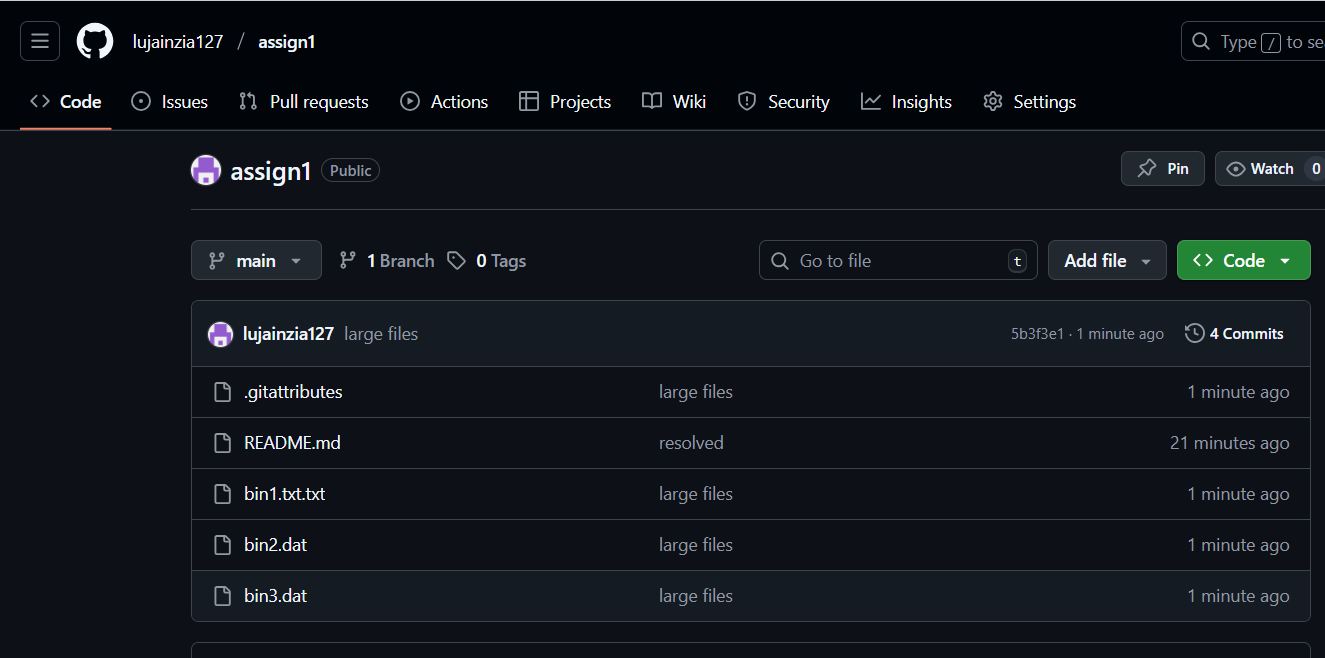 lujainzia127 / assign1 Type / to se
Code Issues Pull requests Actions Projects Wiki Security Insights Settings
assign1 Public Pin Watch 0
main 1 Branch 0 Tags Go to file t Add file Code
lujainzia127 large files 5b3f3e1 · 1 minute ago 4 Commits
.gitattributes large files 1 minute ago
README.md resolved 21 minutes ago
bin1.txt.txt large files 1 minute ago
bin2.dat large files 1 minute ago
bin3.dat large files 1 minute ago